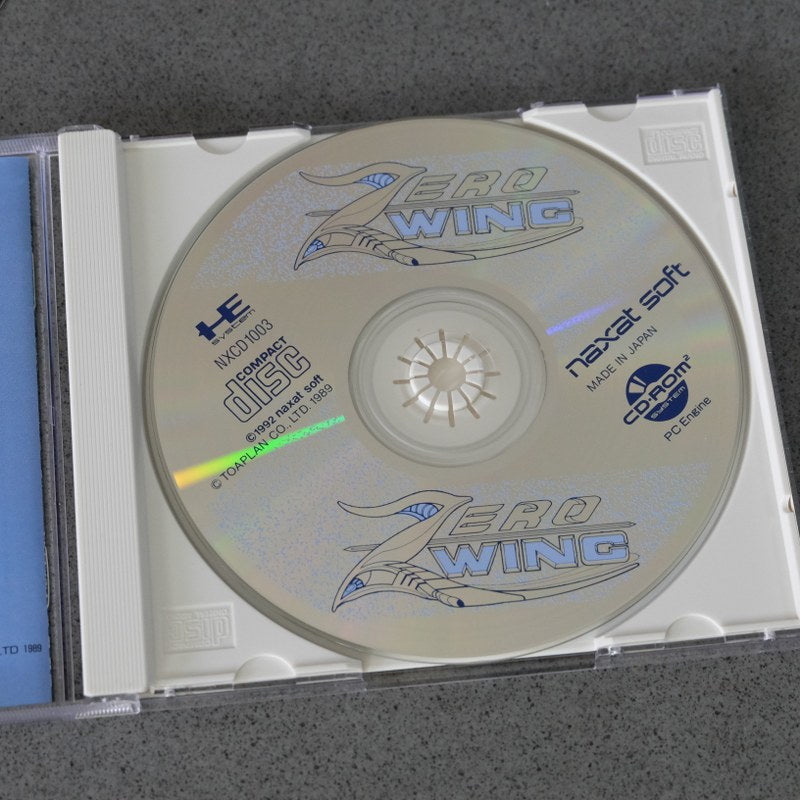 ZERO
WING
HE
SYSTEM
NXCD1003
COMPACT
disc
©1992 naxat soft
© TOAPLAN CO., LTD. 1989
naxat soft
MADE IN JAPAN
CD-ROM²
SYSTEM
PC Engine
ZERO
WING
disc
LTD 1989